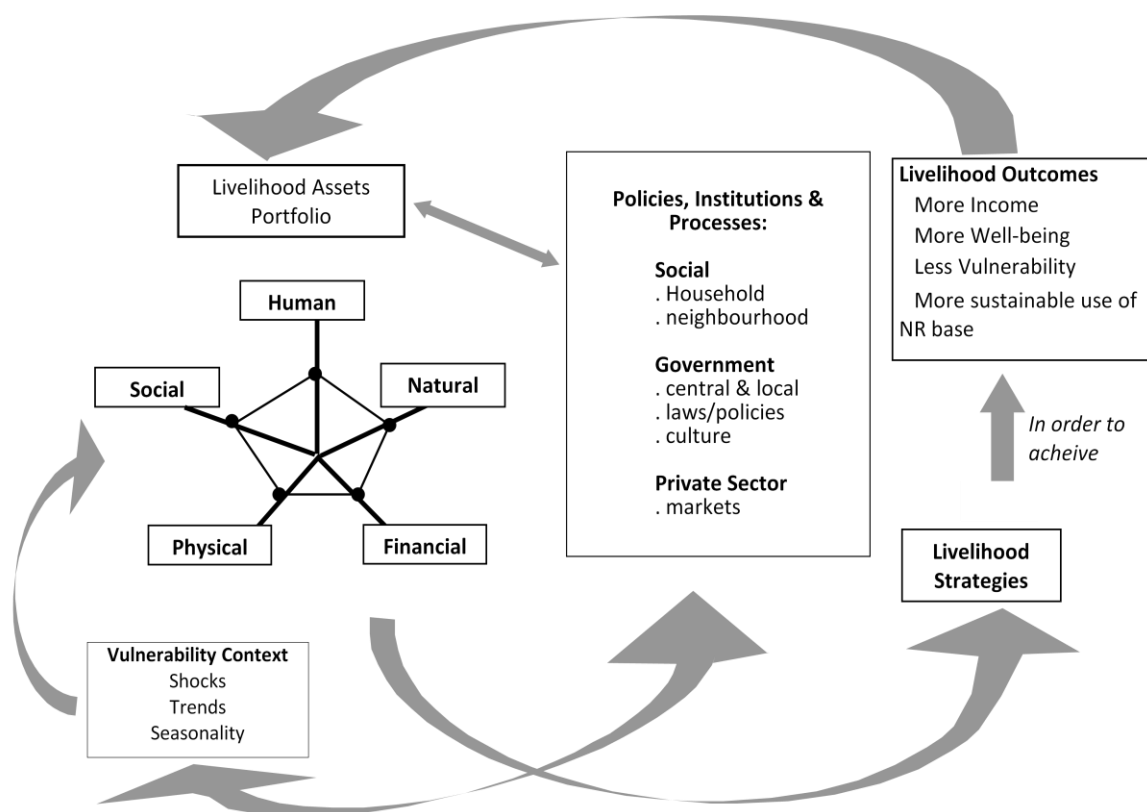 Livelihood Assets
Portfolio
Human
Social
Natural
Physical
Financial
Vulnerability Context
Shocks
Trends
Seasonality
Policies, Institutions &
Processes:
Social
. Household
. neighbourhood
Government
. central & local
. laws/policies
. culture
Private Sector
. markets
Livelihood Outcomes
More Income
More Well-being
Less Vulnerability
More sustainable use of
NR base
In order to
acheive
Livelihood
Strategies